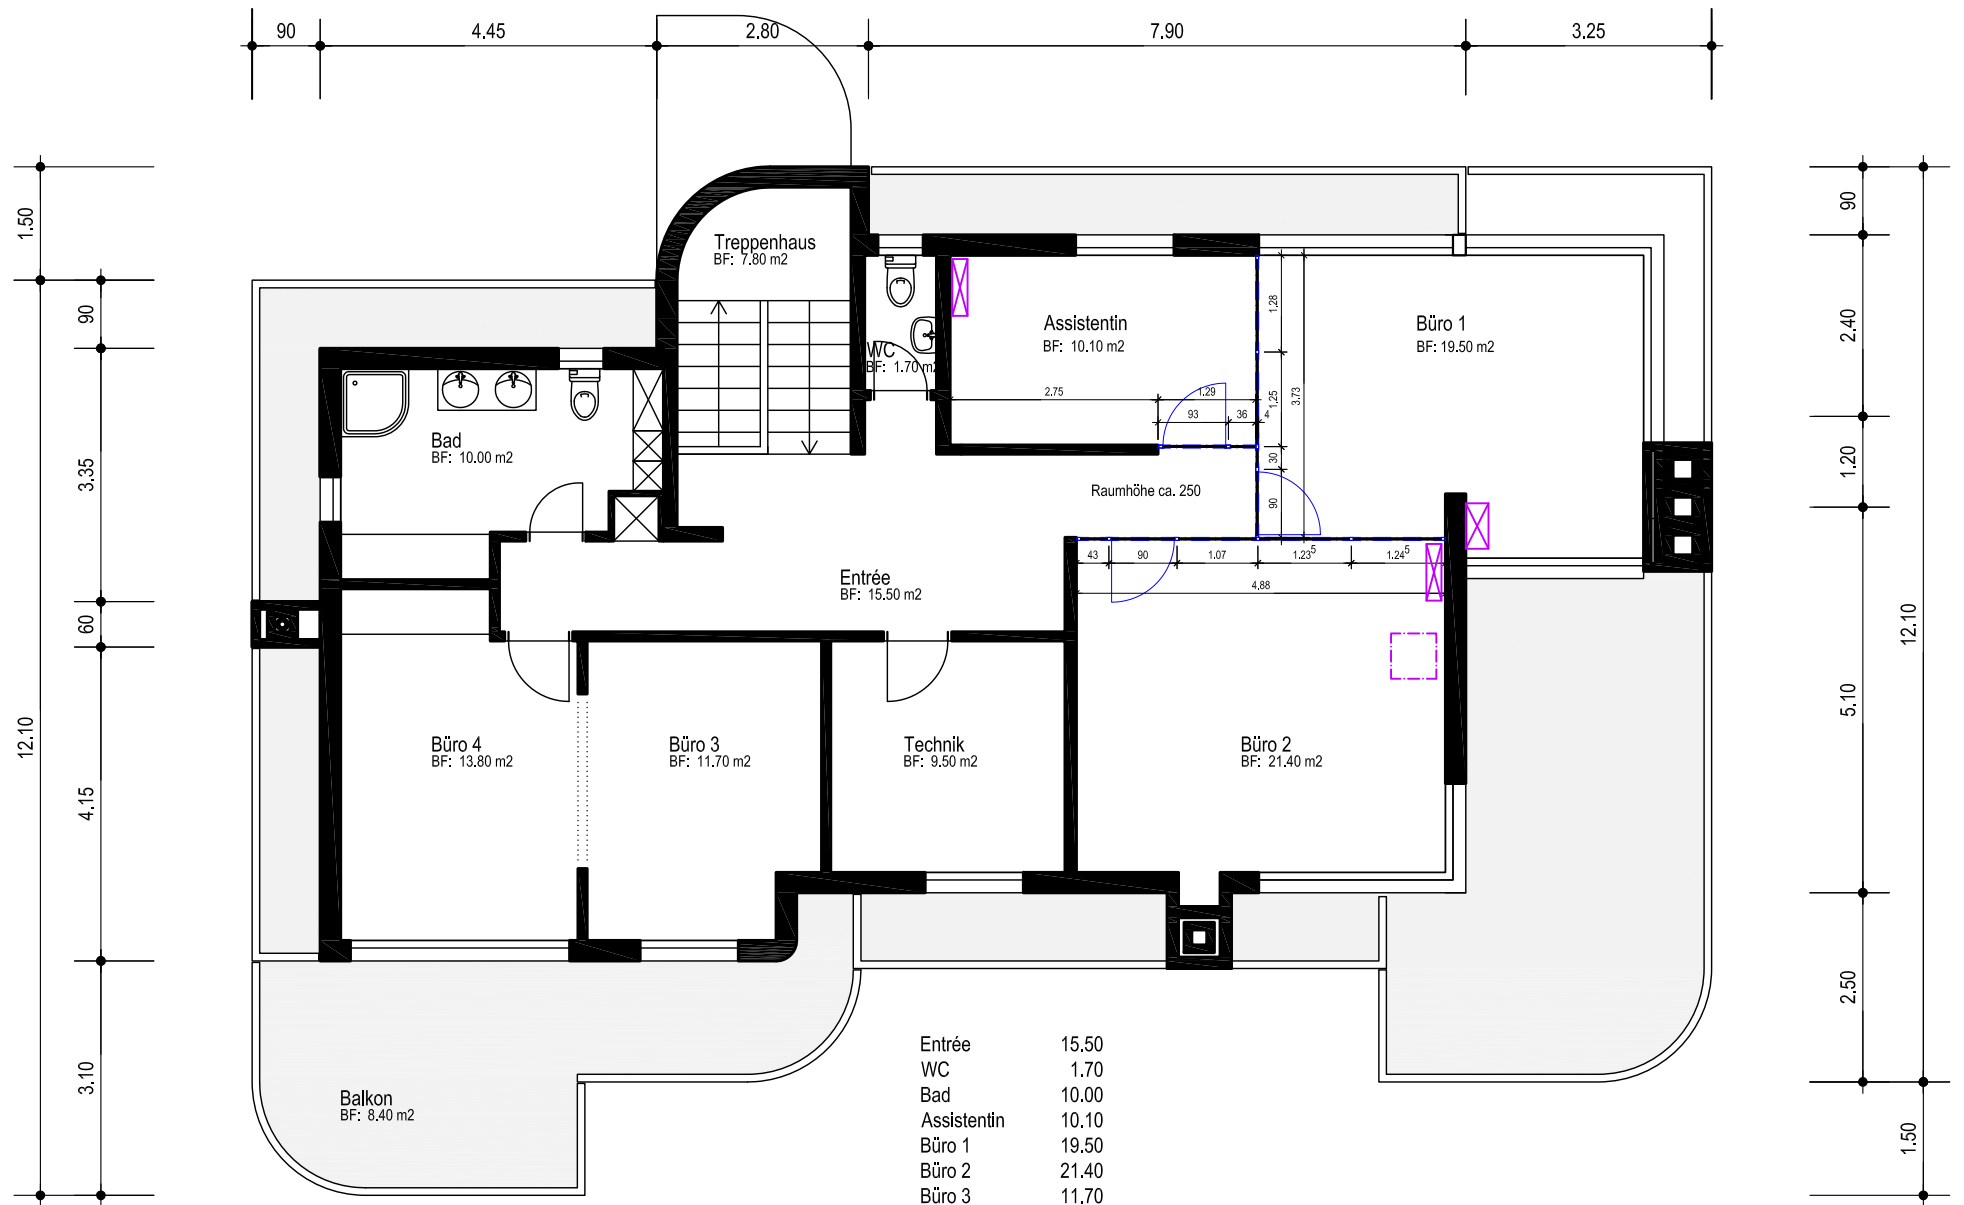 90
4.45
2.80
7.90
3.25
1.50
90
3.35
60
4.15
3.10
12.10
90
2.40
1.20
5.10
2.50
12.10
1.50
Treppenhaus
BF: 7.80 m2
WC
BF: 1.70 m2
Assistentin
BF: 10.10 m2
Büro 1
BF: 19.50 m2
1.28
1.25
3.73
30
90
2.75
1.29
93
36
4
Bad
BF: 10.00 m2
Raumhöhe ca. 250
43
90
1.07
1.23⁵
1.24⁵
4.88
Entrée
BF: 15.50 m2
Büro 4
BF: 13.80 m2
Büro 3
BF: 11.70 m2
Technik
BF: 9.50 m2
Büro 2
BF: 21.40 m2
Balkon
BF: 8.40 m2
Entrée 15.50
WC 1.70
Bad 10.00
Assistentin 10.10
Büro 1 19.50
Büro 2 21.40
Büro 3 11.70